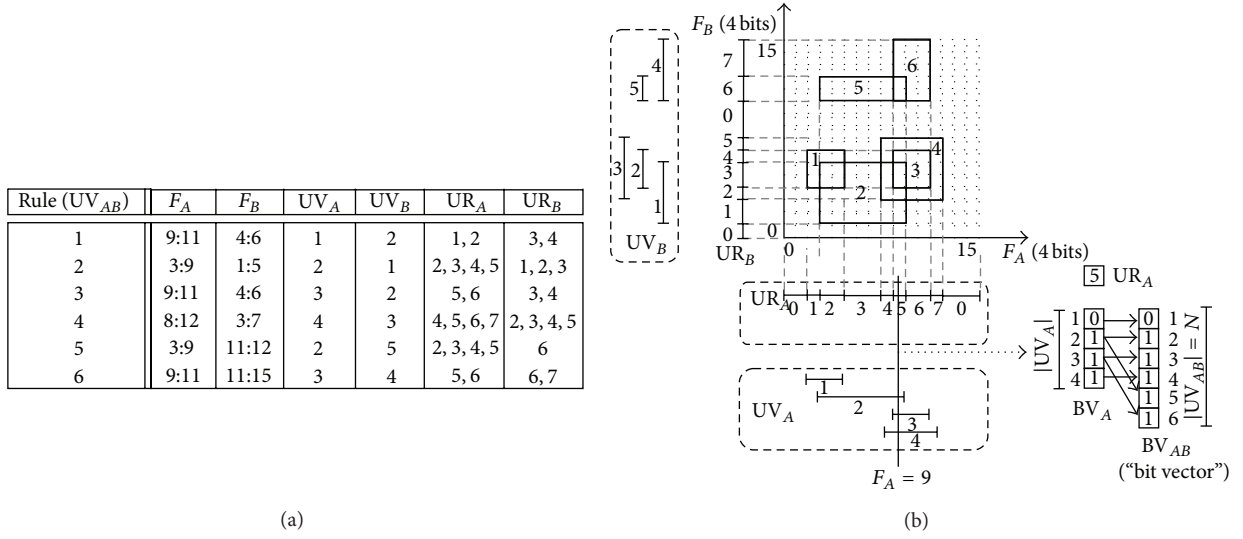 Rule (UV_AB) F_A F_B UV_A UV_B UR_A UR_B
1 9:11 4:6 1 2 1, 2 3, 4
2 3:9 1:5 2 1 2, 3, 4, 5 1, 2, 3
3 9:11 4:6 3 2 5, 6 3, 4
4 8:12 3:7 4 3 4, 5, 6, 7 2, 3, 4, 5
5 3:9 11:12 2 5 2, 3, 4, 5 6
6 9:11 11:15 3 4 5, 6 6, 7
(a)
F_B (4 bits)
15
7
6
0
5
4
3
2
1
0
UR_B
4
5
3
2
1
UV_B
6
5
1
4
3
2
0
0
15
F_A (4 bits)
UR_A
0 1 2 3 4 5 6 7 0
UV_A
1
2
3
4
F_A = 9
5 UR_A
|UV_A|
1 0
2 1
3 1
4 1
BV_A
0 1
1 2
1 3
1 4
1 5
1 6
|UV_AB| = N
BV_AB
(“bit vector”)
(b)